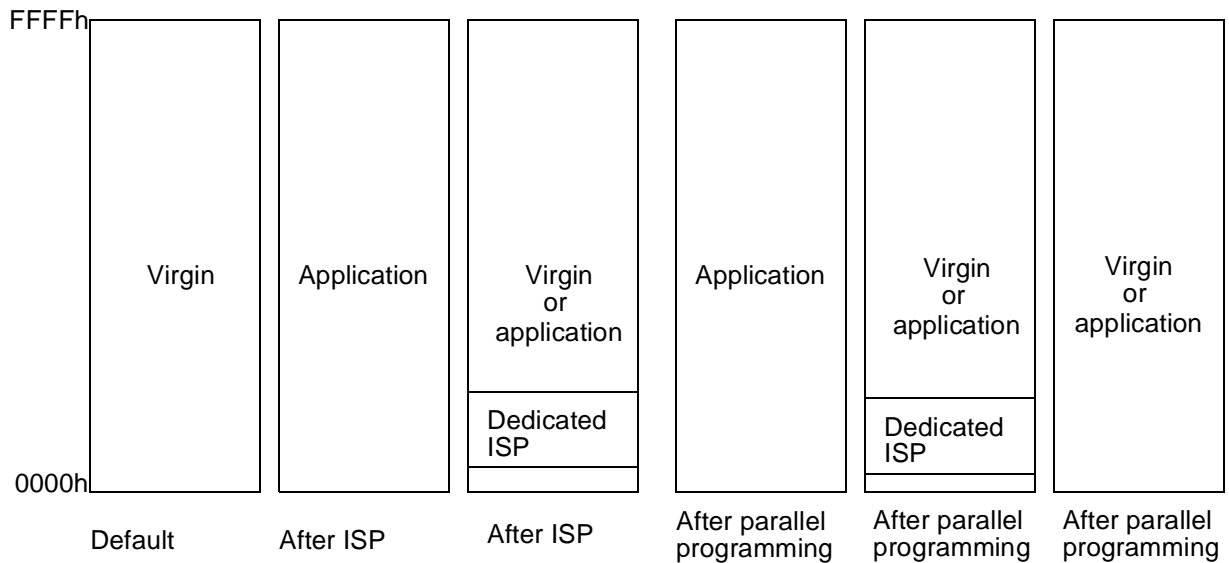 FFFFh
Virgin
Application
Virgin
or
application
Dedicated
ISP
Application
Virgin
or
application
Dedicated
ISP
Virgin
or
application
0000h
Default
After ISP
After ISP
After parallel
programming
After parallel
programming
After parallel
programming